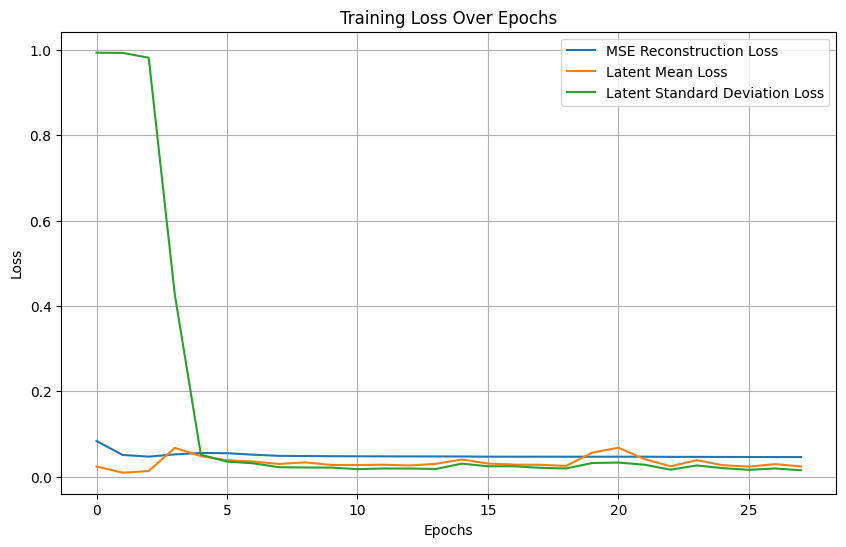 Training Loss Over Epochs
MSE Reconstruction Loss
Latent Mean Loss
Latent Standard Deviation Loss
Loss
1.0
0.8
0.6
0.4
0.2
0.0
0 5 10 15 20 25
Epochs